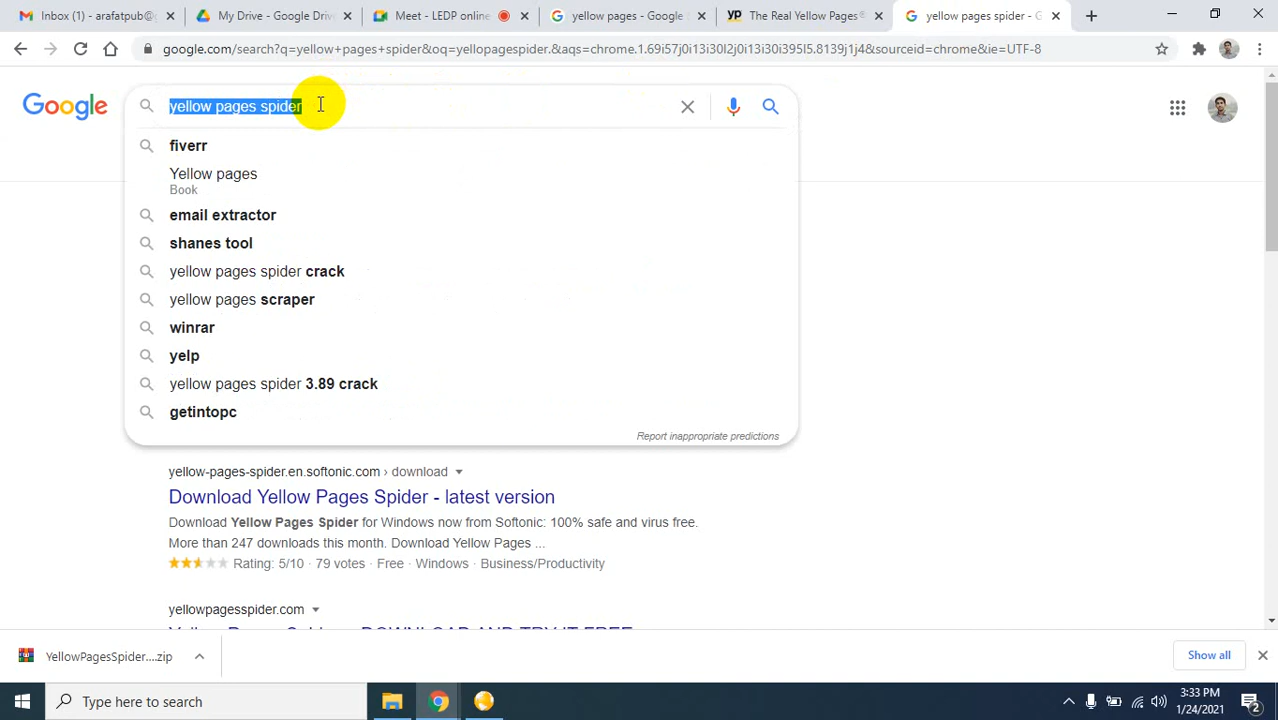 Inbox (1) - arafatpub@g
My Drive - Google Driv
Meet - LEDP online
yellow pages - Google
The Real Yellow Pages®
yellow pages spider - G
google.com/search?q=yellow+pages+spider&oq=yellopagespider.&aqs=chrome.1.69i57j0i13i30l2j0i13i30i395l5.8139j1j4&sourceid=chrome&ie=UTF-8
Google
yellow pages spider
fiverr
Yellow pages
Book
email extractor
shanes tool
yellow pages spider crack
yellow pages scraper
winrar
yelp
yellow pages spider 3.89 crack
getintopc
Report inappropriate predictions
yellow-pages-spider.en.softonic.com › download
Download Yellow Pages Spider - latest version
Download Yellow Pages Spider for Windows now from Softonic: 100% safe and virus free.
More than 247 downloads this month. Download Yellow Pages ...
Rating: 5/10 · 79 votes · Free · Windows · Business/Productivity
yellowpagesspider.com
YellowPagesSpider....zip
Show all
Type here to search
3:33 PM
1/24/2021
2